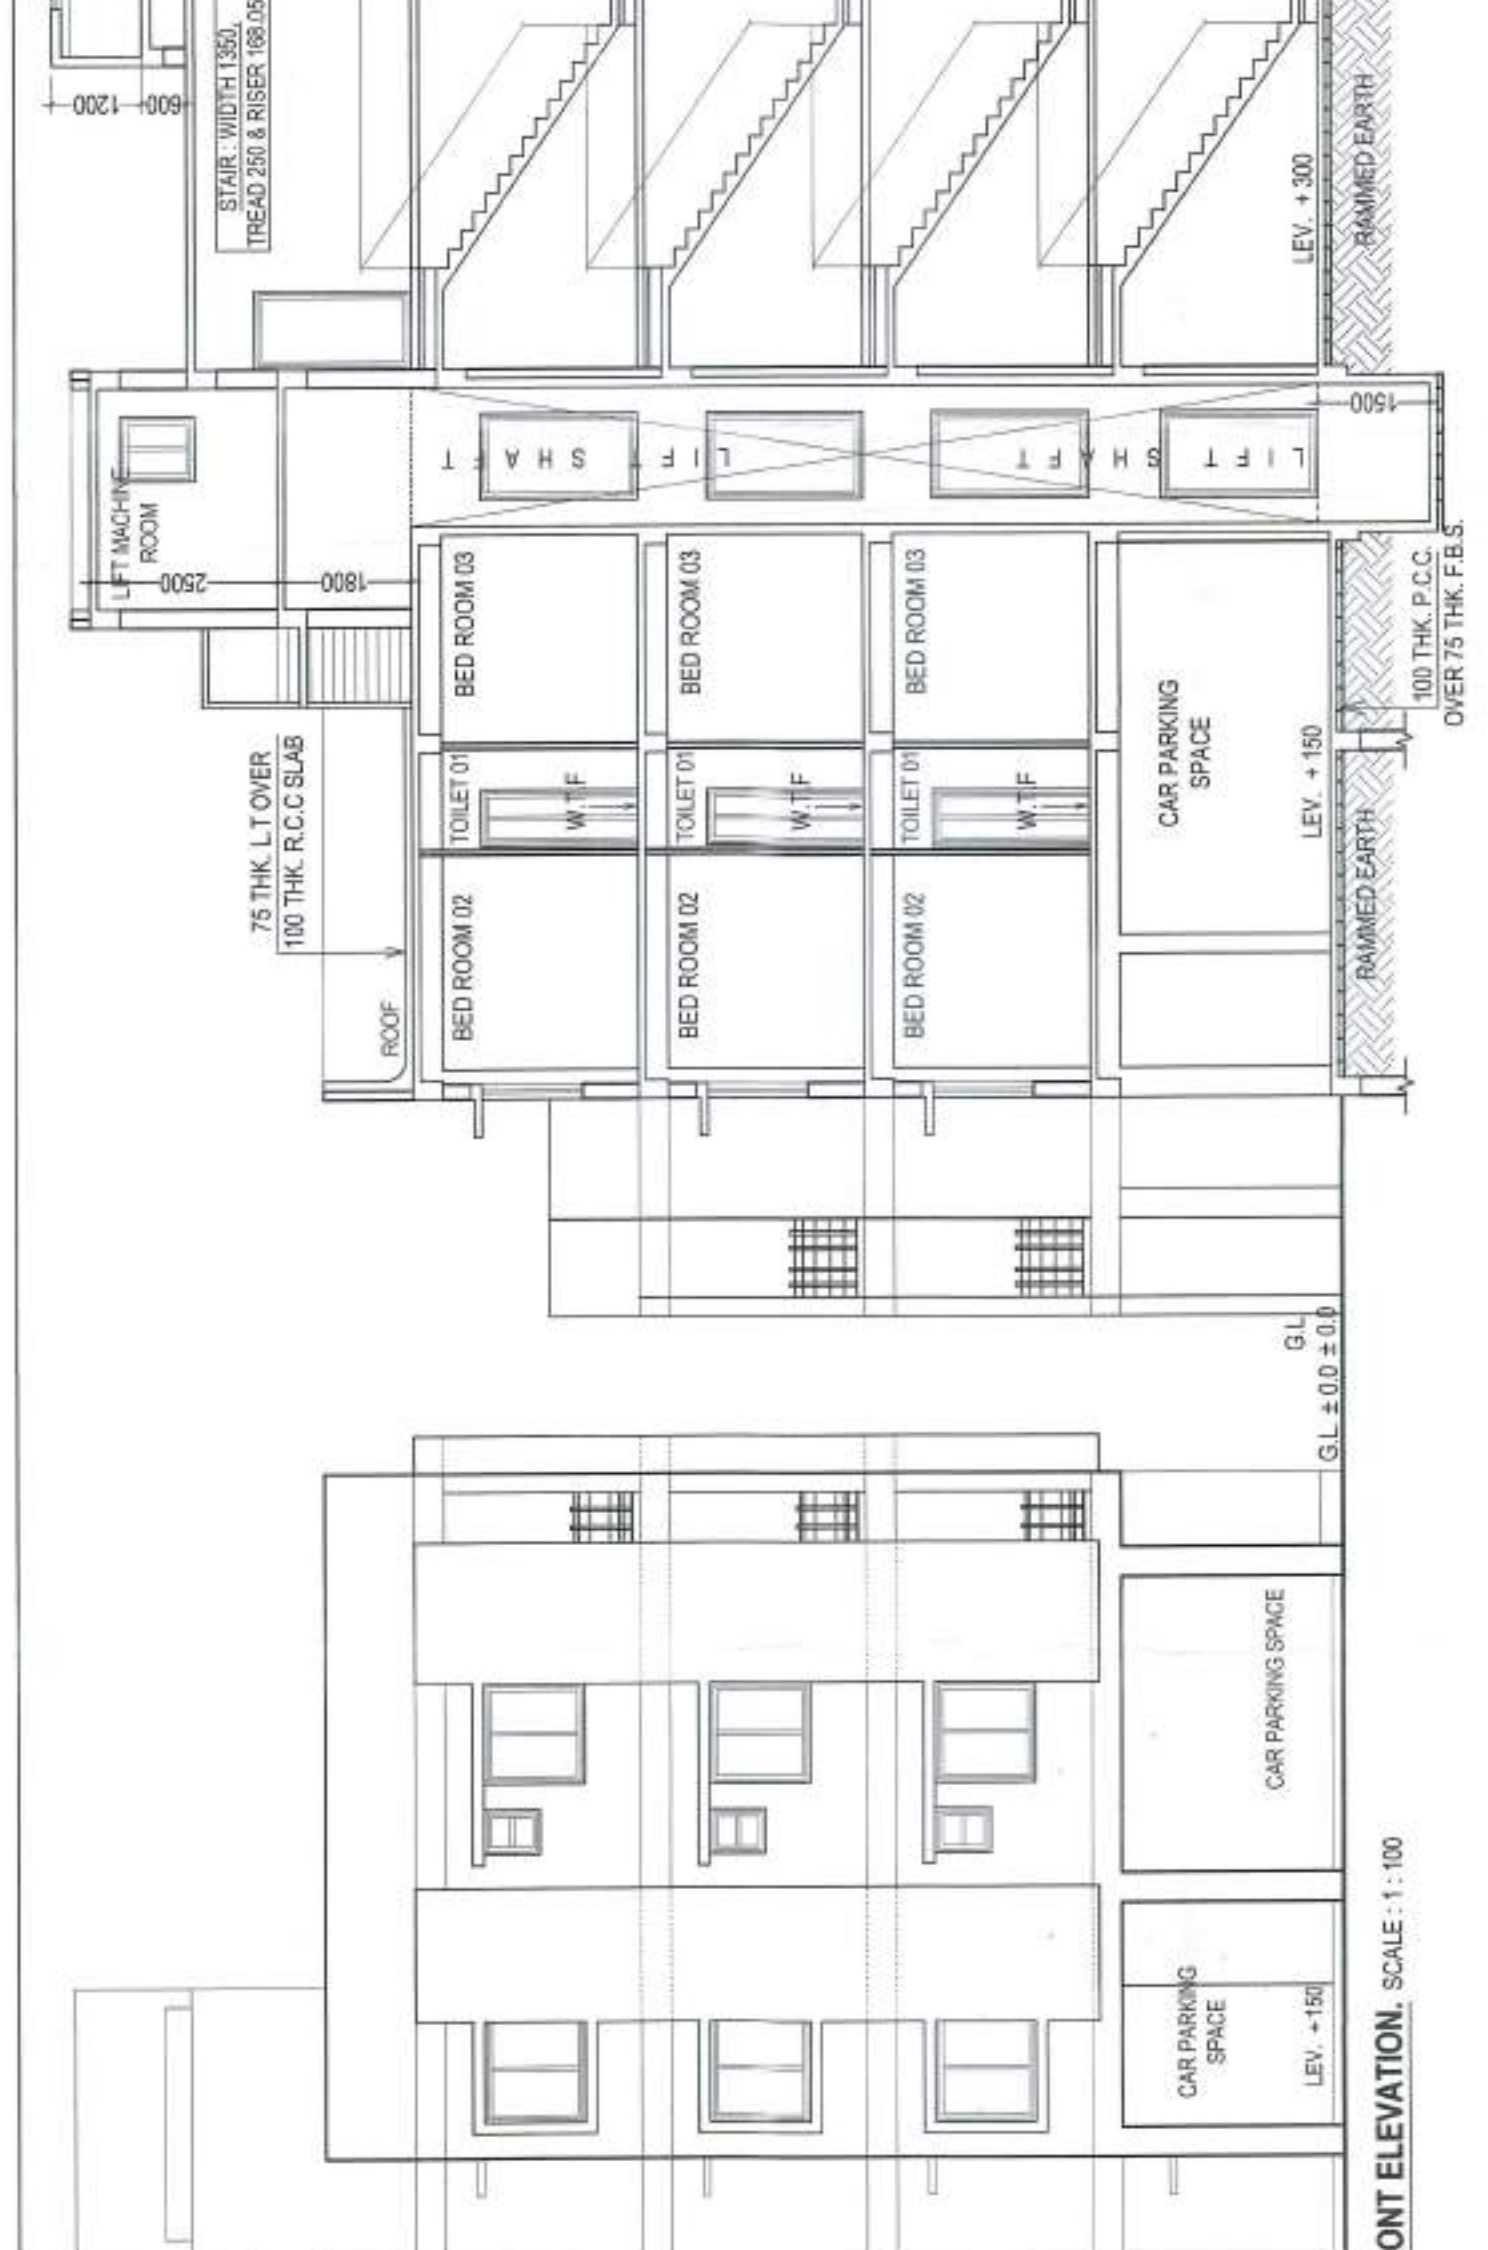 1200
600
STAIR : WIDTH 1350,
TREAD 250 & RISER 168.05
LIFT MACHINE
ROOM
2500
1800
75 THK. L.T OVER
100 THK. R.C.C SLAB
ROOF
LIFT SHAFT
LIFT SHAFT
1500
BED ROOM 03
BED ROOM 03
BED ROOM 03
TOILET 01
W.T.F
TOILET 01
W.T.F
TOILET 01
W.T.F
BED ROOM 02
BED ROOM 02
BED ROOM 02
CAR PARKING
SPACE
LEV. + 150
LEV. +300
RAMMED EARTH
RAMMED EARTH
100 THK. P.C.C.
OVER 75 THK. F.B.S.
G.L
G.L ± 0.0 ± 0.0
CAR PARKING SPACE
CAR PARKING
SPACE
LEV. +150
ONT ELEVATION. SCALE : 1 : 100